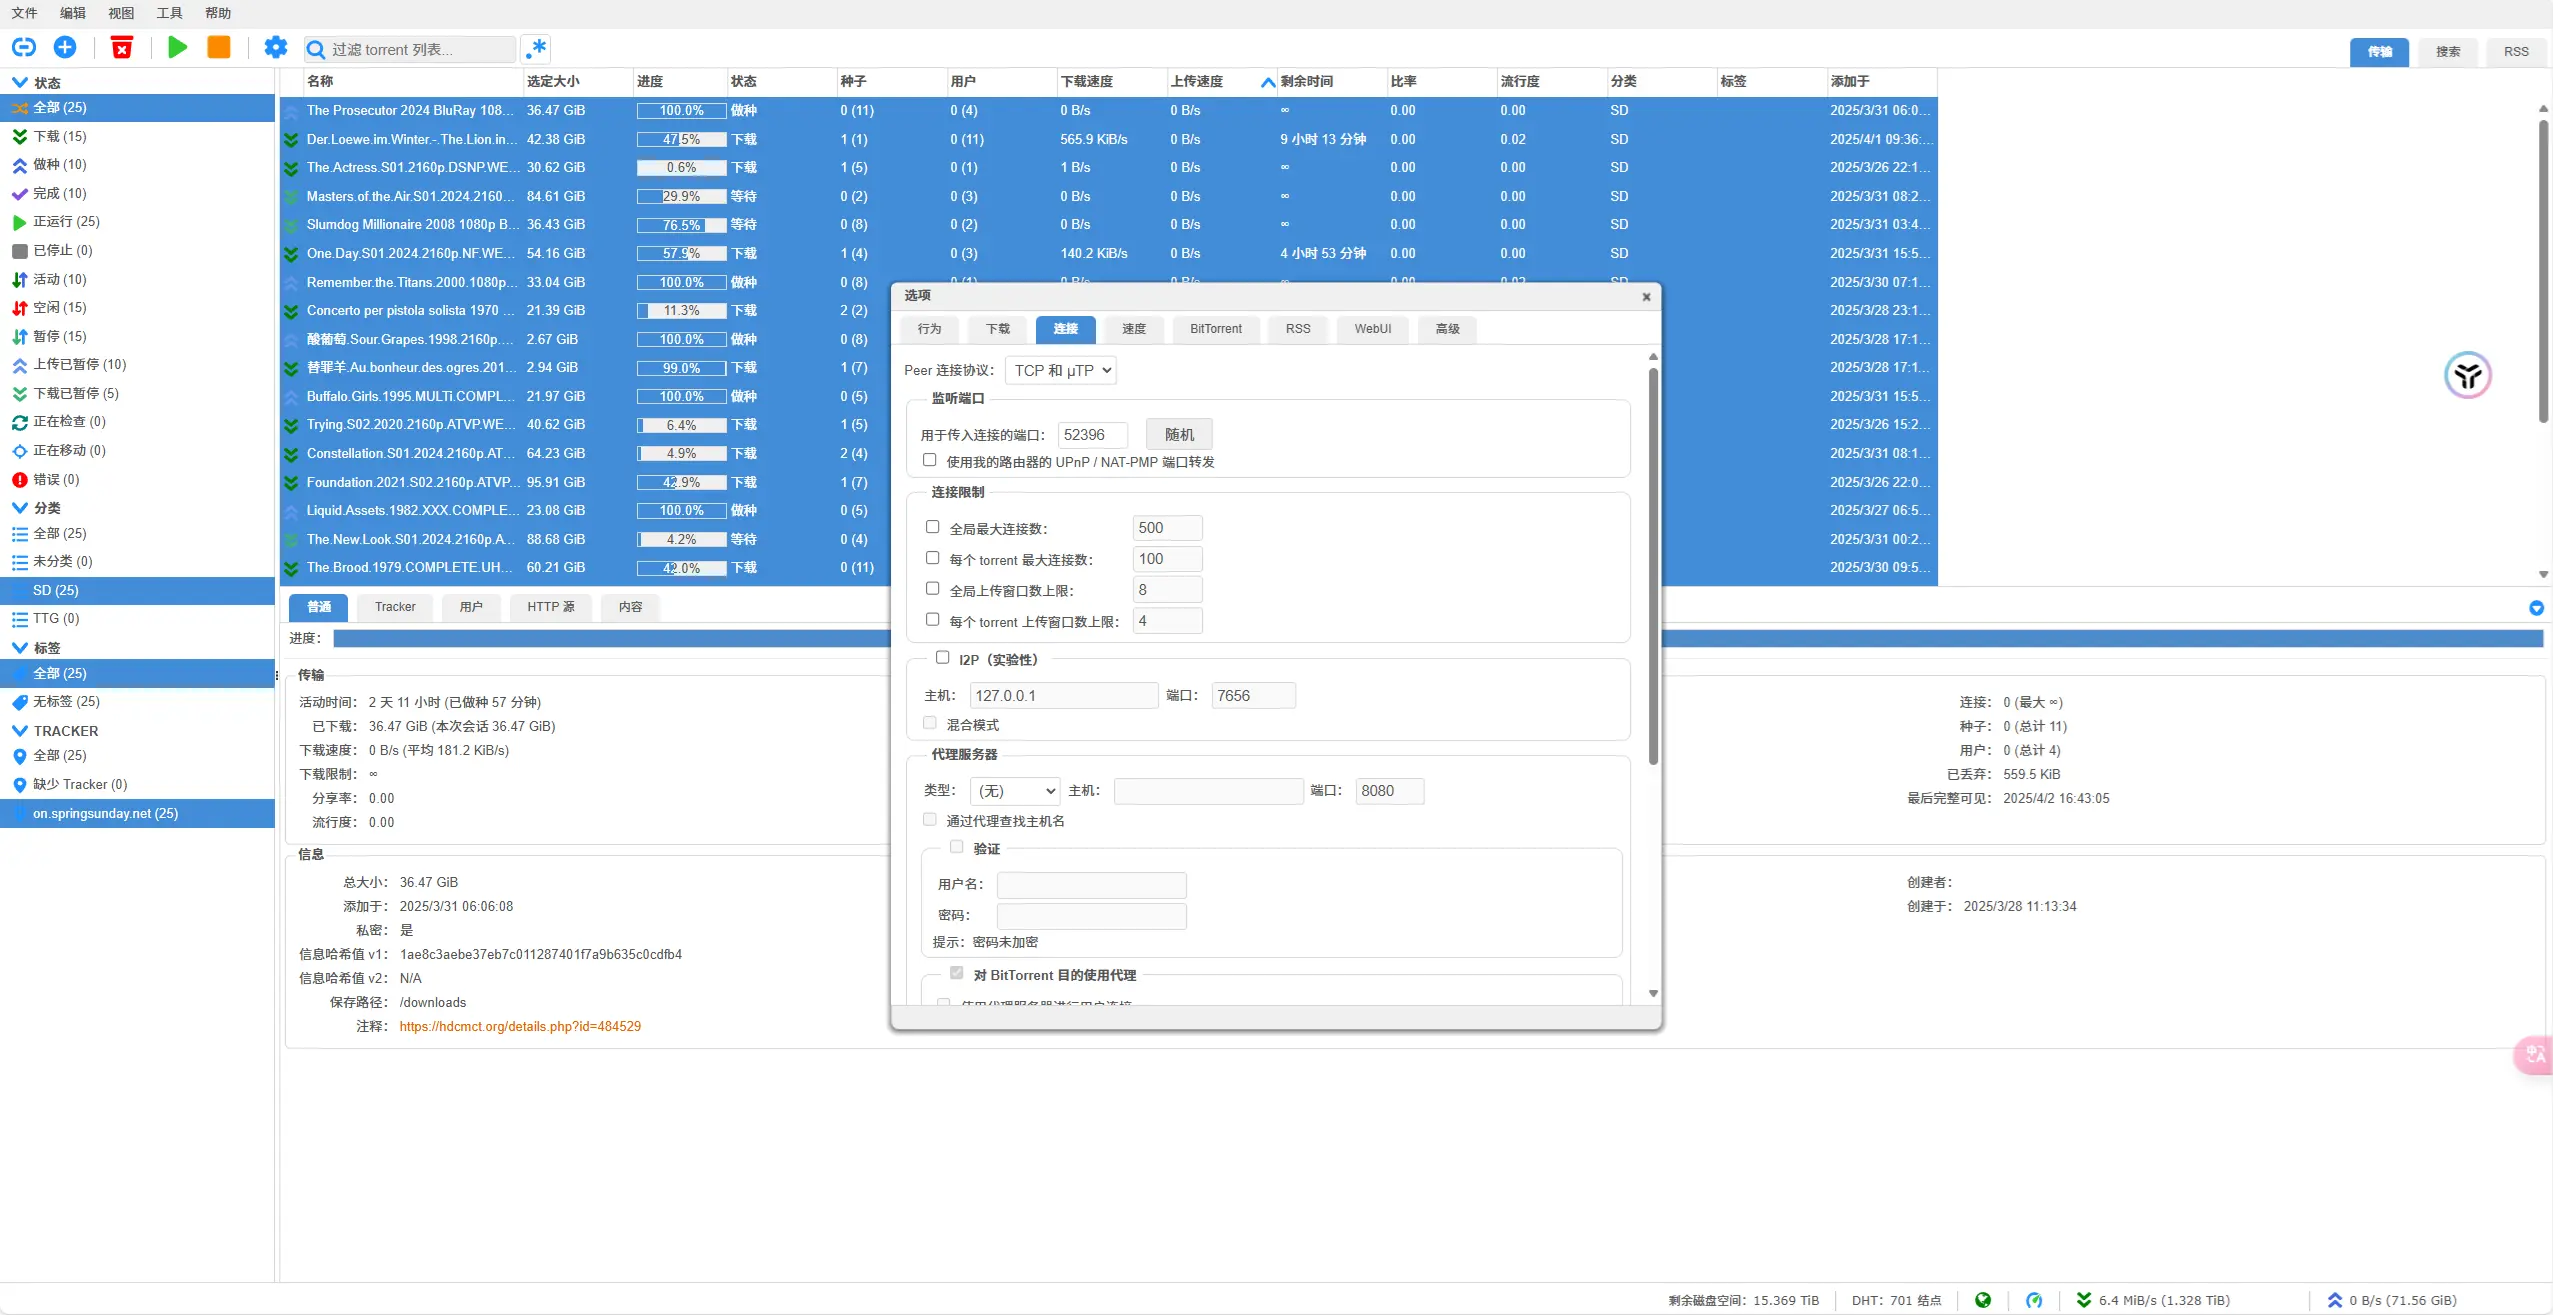 文件 编辑 视图 工具 帮助
过滤 torrent 列表...
传输 搜索 RSS
状态
全部 (25)
下载 (15)
做种 (10)
完成 (10)
正运行 (25)
已停止 (0)
活动 (10)
空闲 (15)
暂停 (15)
上传已暂停 (10)
下载已暂停 (5)
正在检查 (0)
正在移动 (0)
错误 (0)
分类
全部 (25)
未分类 (0)
SD (25)
TTG (0)
标签
全部 (25)
无标签 (25)
TRACKER
全部 (25)
缺少 Tracker (0)
on.springsunday.net (25)
名称 选定大小 进度 状态 种子 用户 下载速度 上传速度 剩余时间 比率 流行度 分类 标签 添加于
The Prosecutor 2024 BluRay 108... 36.47 GiB 100.0% 做种 0 (11) 0 (4) 0 B/s 0 B/s ∞ 0.00 0.00 SD 2025/3/31 06:0...
Der.Loewe.im.Winter.-.The.Lion.in... 42.38 GiB 47.5% 下载 1 (1) 0 (11) 565.9 KiB/s 0 B/s 9 小时 13 分钟 0.00 0.02 SD 2025/4/1 09:36:...
The.Actress.S01.2160p.DSNP.WE... 30.62 GiB 0.6% 下载 1 (5) 0 (1) 1 B/s 0 B/s ∞ 0.00 0.00 SD 2025/3/26 22:1...
Masters.of.the.Air.S01.2024.2160... 84.61 GiB 29.9% 等待 0 (2) 0 (3) 0 B/s 0 B/s ∞ 0.00 0.00 SD 2025/3/31 08:2...
Slumdog Millionaire 2008 1080p B... 36.43 GiB 76.5% 等待 0 (8) 0 (2) 0 B/s 0 B/s ∞ 0.00 0.00 SD 2025/3/31 03:4...
One.Day.S01.2024.2160p.NF.WE... 54.16 GiB 57.9% 下载 1 (4) 0 (3) 140.2 KiB/s 0 B/s 4 小时 53 分钟 0.00 0.00 SD 2025/3/31 15:5...
Remember.the.Titans.2000.1080p... 33.04 GiB 100.0% 做种 0 (8) 2025/3/30 07:1...
Concerto per pistola solista 1970 ... 21.39 GiB 11.3% 下载 2 (2) 2025/3/28 23:1...
酸葡萄.Sour.Grapes.1998.2160p.... 2.67 GiB 100.0% 做种 0 (8) 2025/3/28 17:1...
替罪羊.Au.bonheur.des.ogres.201... 2.94 GiB 99.0% 下载 1 (7) 2025/3/28 17:1...
Buffalo.Girls.1995.MULTi.COMPL... 21.97 GiB 100.0% 做种 0 (5) 2025/3/31 15:5...
Trying.S02.2020.2160p.ATVP.WE... 40.62 GiB 6.4% 下载 1 (5) 2025/3/26 15:2...
Constellation.S01.2024.2160p.AT... 64.23 GiB 4.9% 下载 2 (4) 2025/3/31 08:1...
Foundation.2021.S02.2160p.ATVP... 95.91 GiB 42.9% 下载 1 (7) 2025/3/26 22:0...
Liquid.Assets.1982.XXX.COMPLE... 23.08 GiB 100.0% 做种 0 (5) 2025/3/27 06:5...
The.New.Look.S01.2024.2160p.A... 88.68 GiB 4.2% 等待 0 (4) 2025/3/31 00:2...
The.Brood.1979.COMPLETE.UH... 60.21 GiB 42.0% 下载 0 (11) 2025/3/30 09:5...
选项
行为 下载 连接 速度 BitTorrent RSS WebUI 高级
Peer 连接协议： TCP 和 μTP
监听端口
用于传入连接的端口： 52396 随机
使用我的路由器的 UPnP / NAT-PMP 端口转发
连接限制
全局最大连接数： 500
每个 torrent 最大连接数： 100
全局上传窗口数上限： 8
每个 torrent 上传窗口数上限： 4
I2P（实验性）
主机： 127.0.0.1 端口： 7656
混合模式
代理服务器
类型： (无) 主机： 端口： 8080
通过代理查找主机名
验证
用户名：
密码：
提示：密码未加密
对 BitTorrent 目的使用代理
使用代理服务器进行用户连接
普通 Tracker 用户 HTTP 源 内容
进度：
传输
活动时间： 2 天 11 小时 (已做种 57 分钟)
已下载： 36.47 GiB (本次会话 36.47 GiB)
下载速度： 0 B/s (平均 181.2 KiB/s)
下载限制： ∞
分享率： 0.00
流行度： 0.00
连接： 0 (最大 ∞)
种子： 0 (总计 11)
用户： 0 (总计 4)
已丢弃： 559.5 KiB
最后完整可见： 2025/4/2 16:43:05
信息
总大小： 36.47 GiB
添加于： 2025/3/31 06:06:08
私密： 是
信息哈希值 v1： 1ae8c3aebe37eb7c011287401f7a9b635c0cdfb4
信息哈希值 v2： N/A
保存路径： /downloads
注释： https://hdcmct.org/details.php?id=484529
创建者：
创建于： 2025/3/28 11:13:34
剩余磁盘空间：15.369 TiB DHT：701 结点 6.4 MiB/s (1.328 TiB) 0 B/s (71.56 GiB)